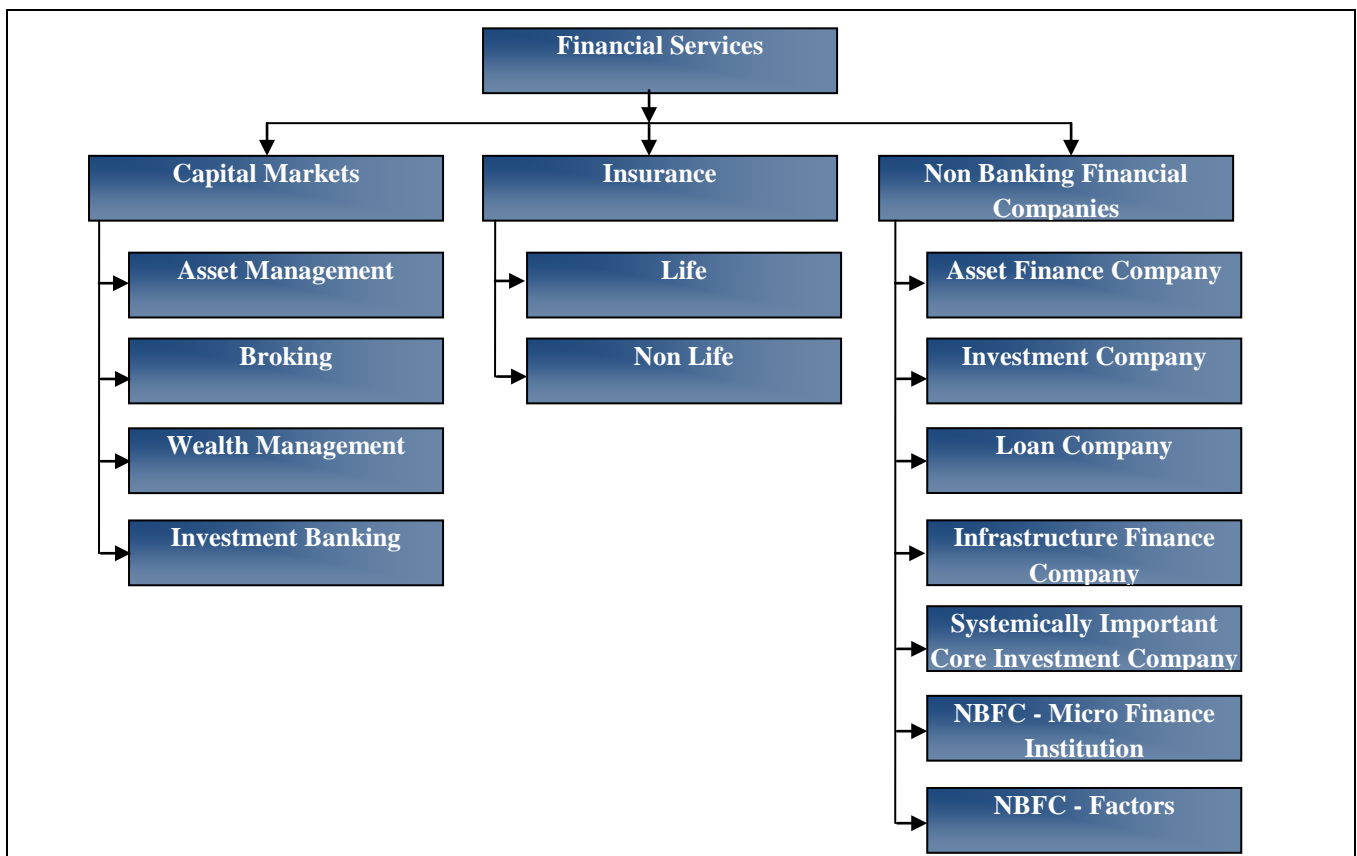 Financial Services
Capital Markets
Asset Management
Broking
Wealth Management
Investment Banking
Insurance
Life
Non Life
Non Banking Financial
Companies
Asset Finance Company
Investment Company
Loan Company
Infrastructure Finance
Company
Systemically Important
Core Investment Company
NBFC - Micro Finance
Institution
NBFC - Factors